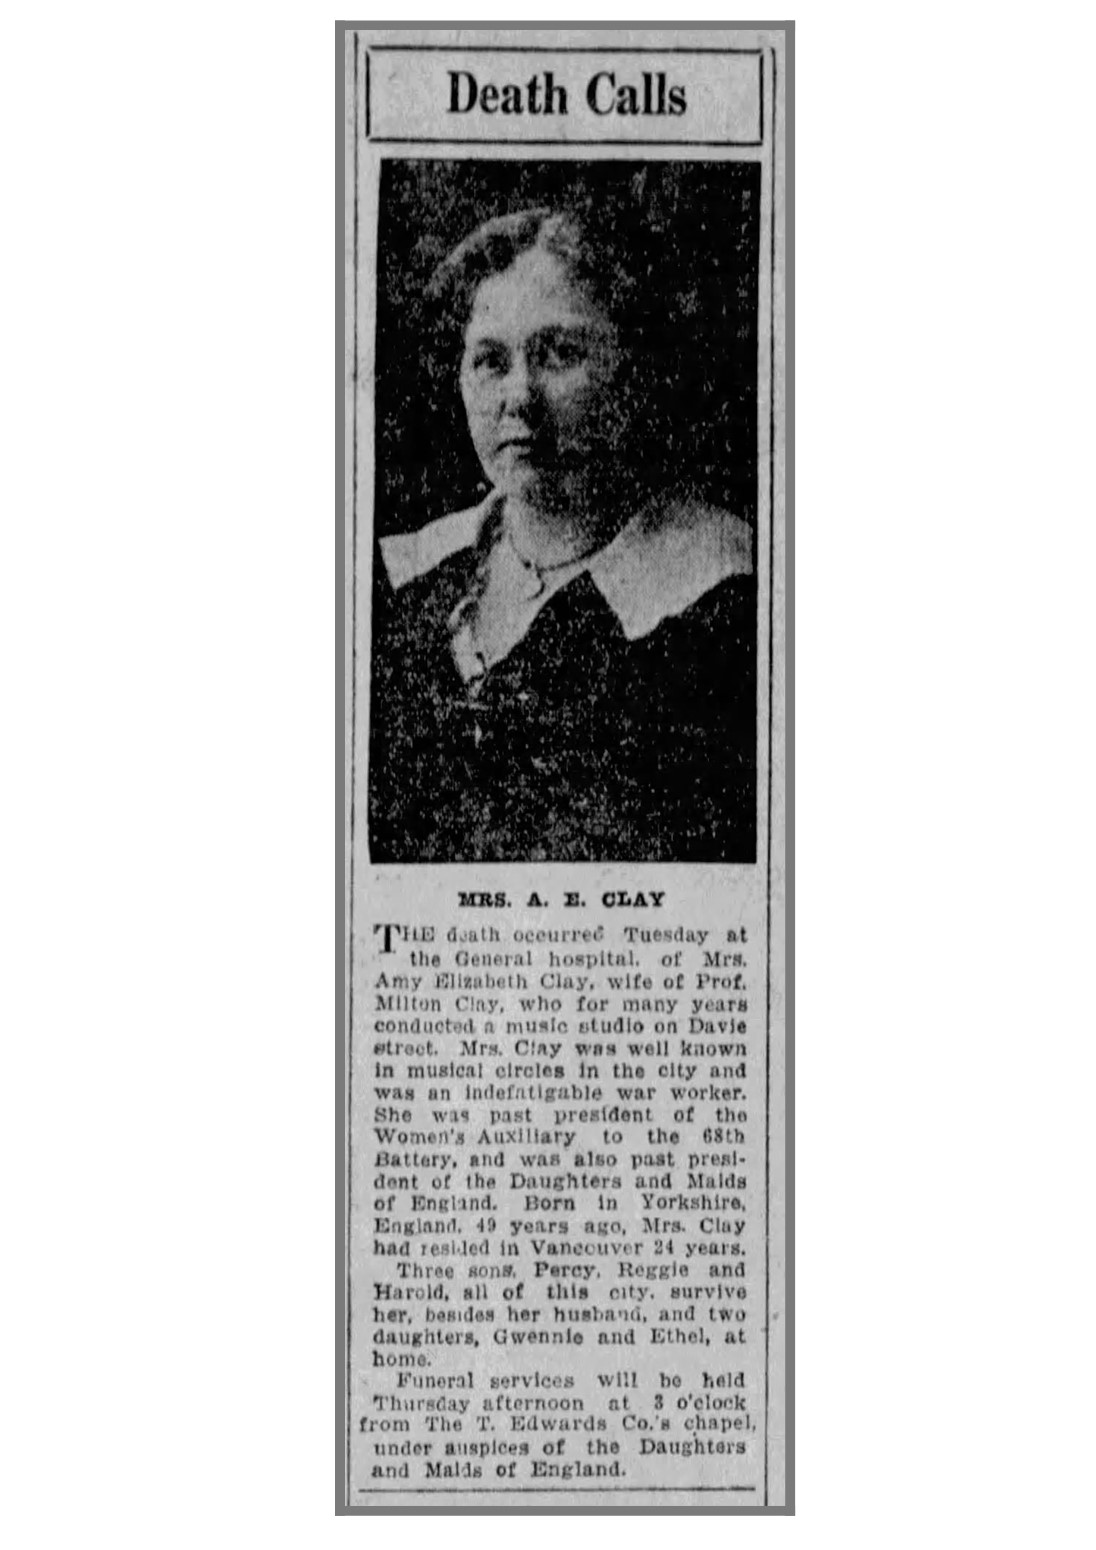 Death Calls
MRS. A. E. CLAY
THE death occurred Tuesday at
the General hospital, of Mrs.
Amy Elizabeth Clay, wife of Prof.
Milton Clay, who for many years
conducted a music studio on Davie
street. Mrs. Clay was well known
in musical circles in the city and
was an indefatigable war worker.
She was past president of the
Women's Auxiliary to the 68th
Battery, and was also past presi-
dent of the Daughters and Maids
of England. Born in Yorkshire,
England, 49 years ago, Mrs. Clay
had resided in Vancouver 24 years.
Three sons, Percy, Reggie and
Harold, all of this city, survive
her, besides her husband, and two
daughters, Gwennie and Ethel, at
home.
Funeral services will be held
Thursday afternoon at 3 o'clock
from The T. Edwards Co.'s chapel,
under auspices of the Daughters
and Maids of England.